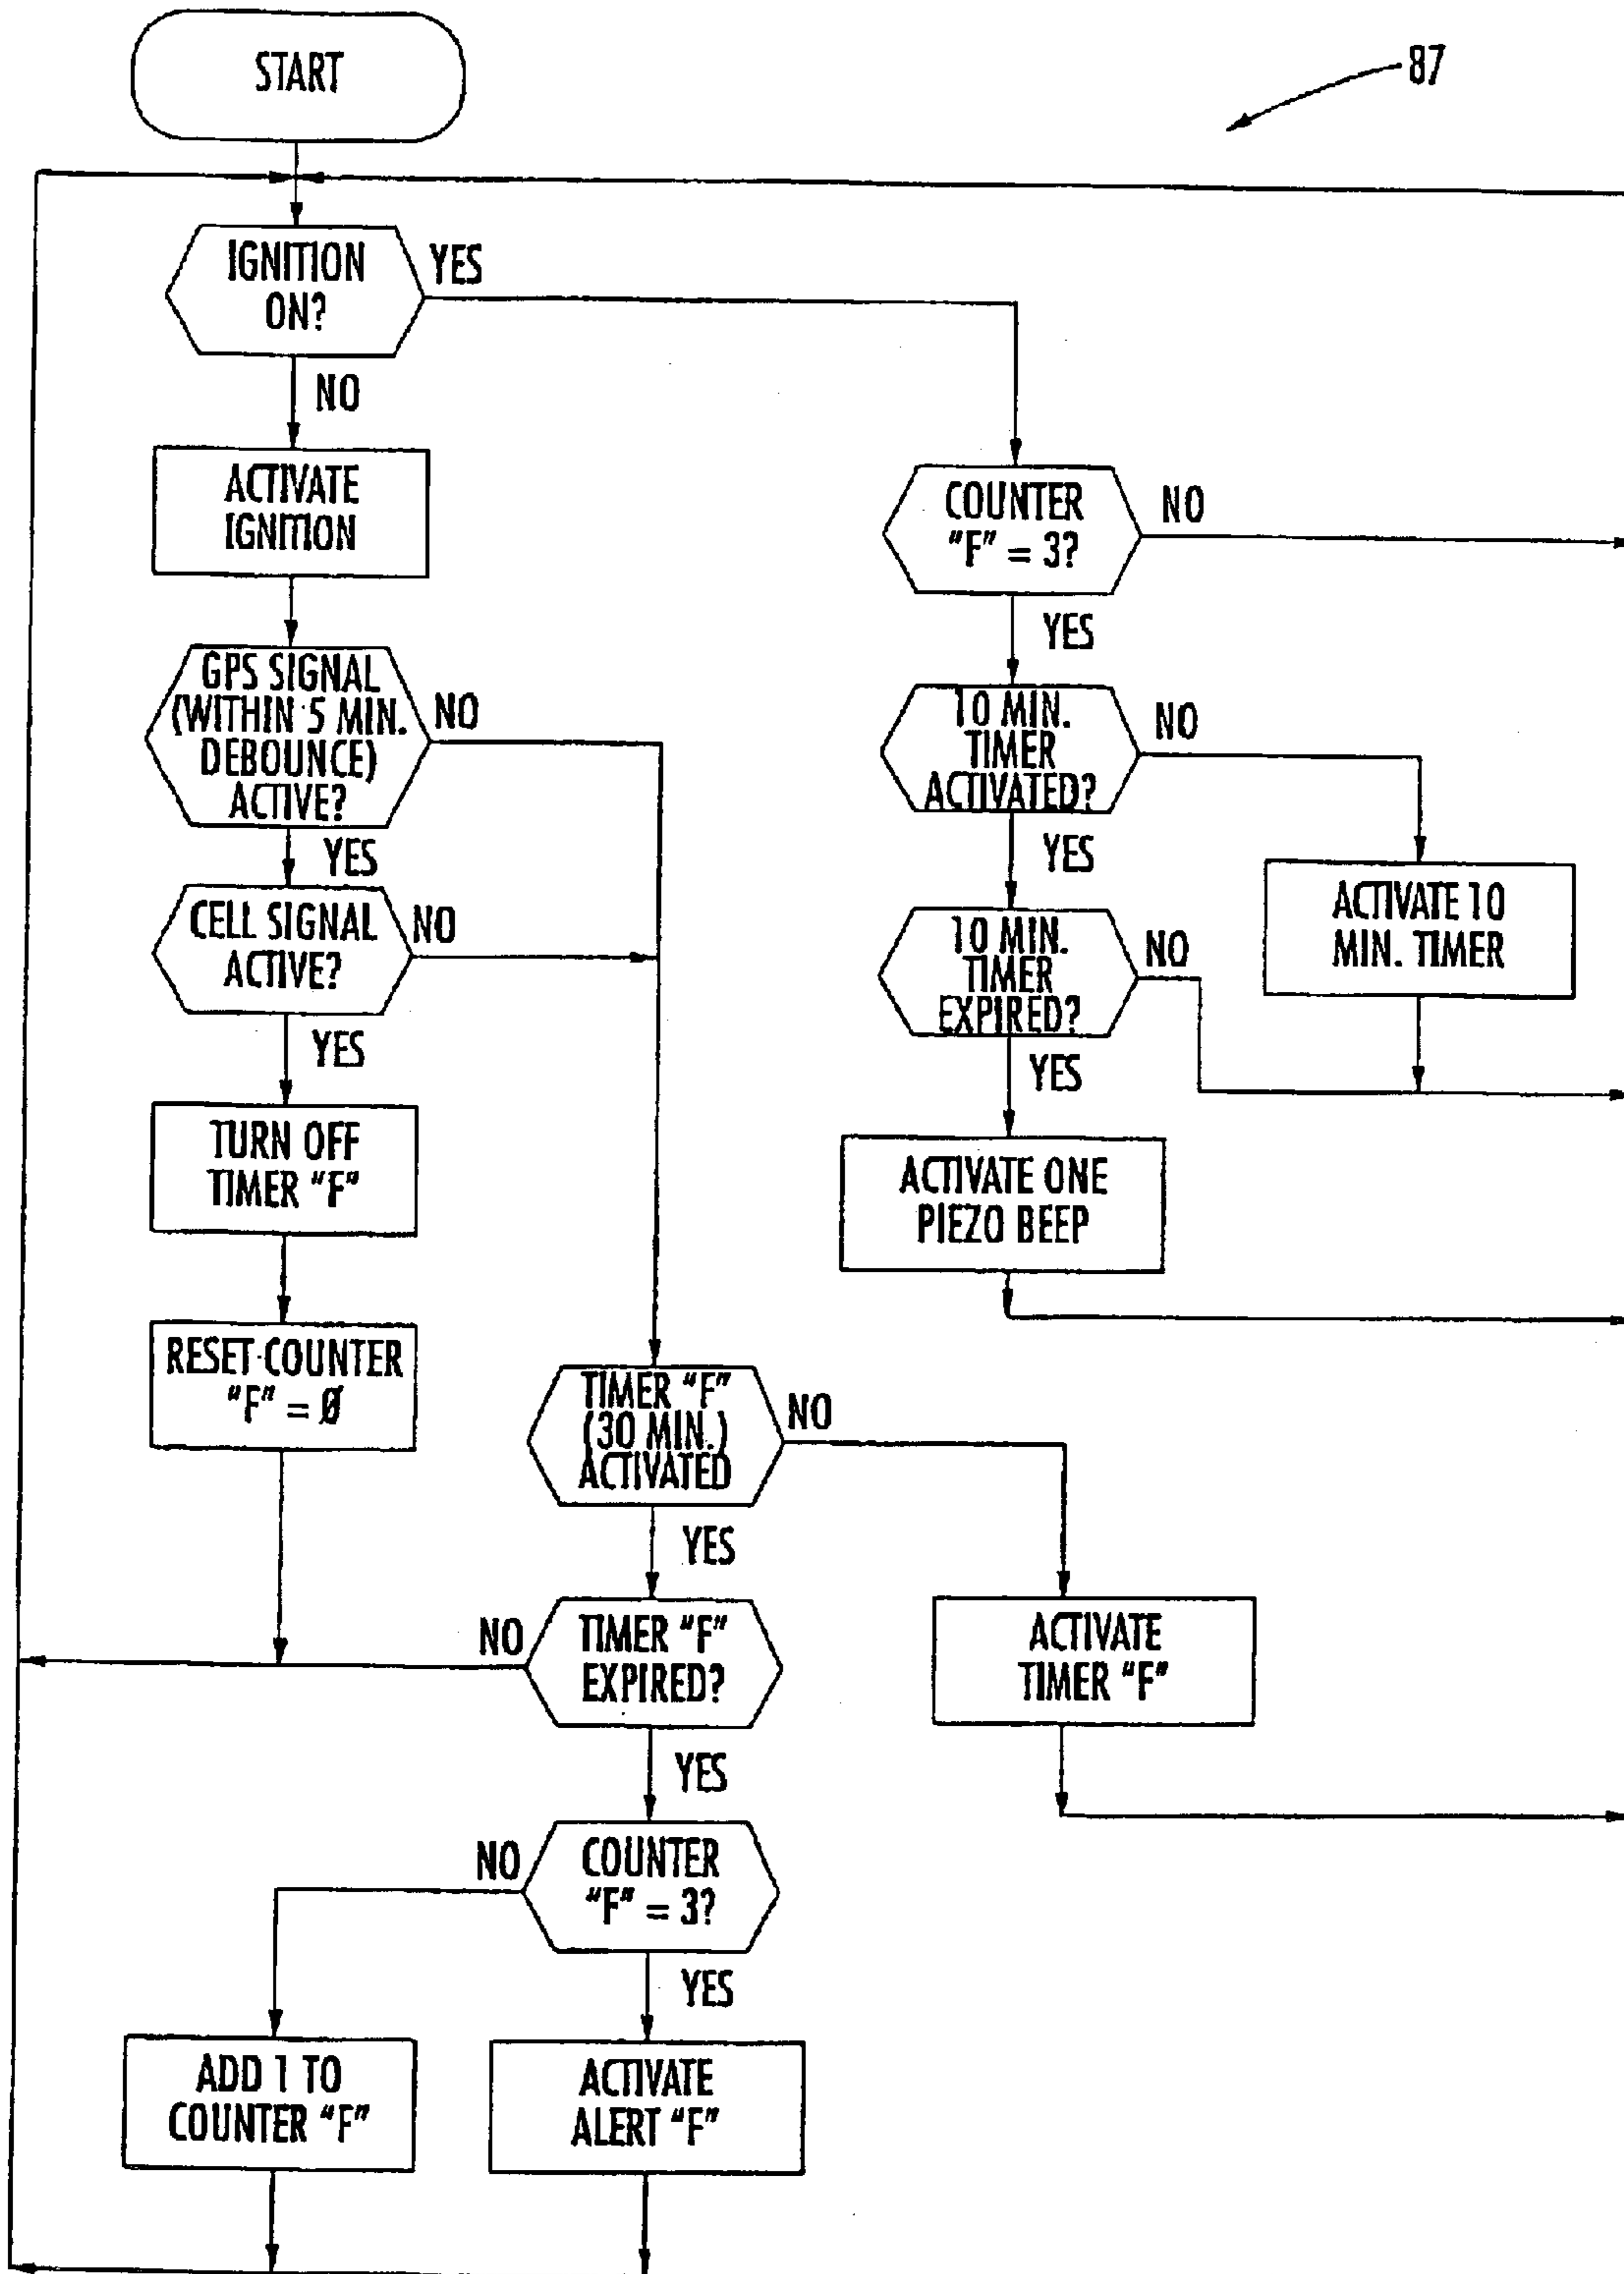 START
87
IGNITION
ON?
YES
NO
ACTIVATE
IGNITION
COUNTER
"F" = 3?
NO
YES
GPS SIGNAL
(WITHIN 5 MIN.
DEBOUNCE)
ACTIVE?
NO
YES
10 MIN.
TIMER
ACTIVATED?
NO
YES
ACTIVATE 10
MIN. TIMER
CELL SIGNAL
ACTIVE?
NO
YES
10 MIN.
TIMER
EXPIRED?
NO
YES
TURN OFF
TIMER "F"
ACTIVATE ONE
PIEZO BEEP
RESET COUNTER
"F" = Ø
TIMER "F"
(30 MIN.)
ACTIVATED
NO
YES
TIMER "F"
EXPIRED?
NO
YES
ACTIVATE
TIMER "F"
COUNTER
"F" = 3?
NO
YES
ADD 1 TO
COUNTER "F"
ACTIVATE
ALERT "F"